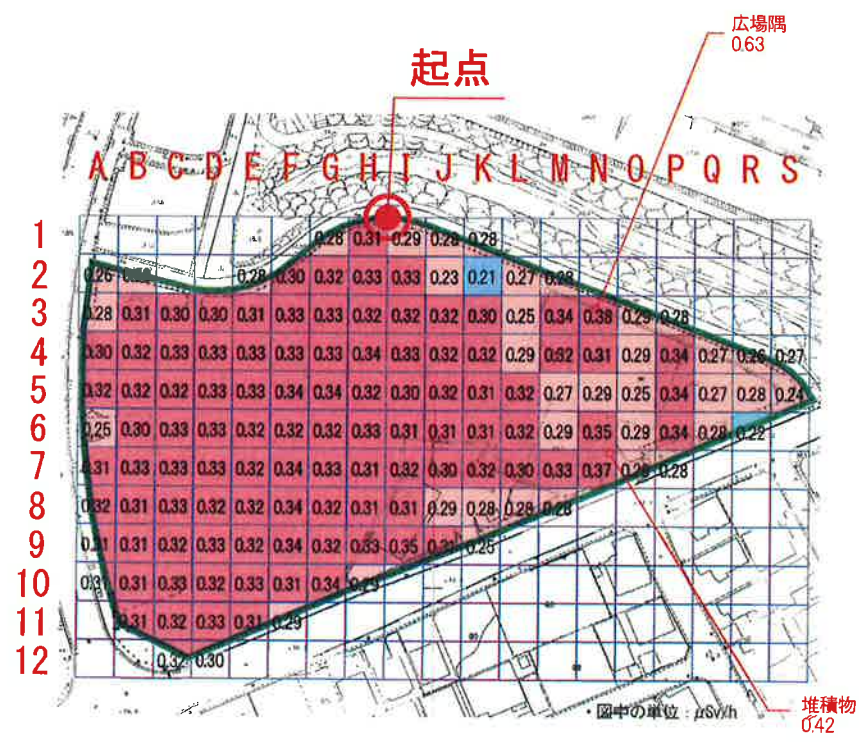 広場隅
0.63
起点
A B C D E F G H I J K L M N O P Q R S
1 0.28 0.31 0.29 0.28 0.28
2 0.26 0.28 0.30 0.32 0.33 0.33 0.23 0.21 0.27 0.28
3 0.28 0.31 0.30 0.30 0.31 0.33 0.33 0.32 0.32 0.32 0.30 0.25 0.34 0.38 0.29 0.28
4 0.30 0.32 0.33 0.33 0.33 0.33 0.33 0.34 0.33 0.32 0.32 0.29 0.32 0.31 0.29 0.34 0.27 0.26 0.27
5 0.32 0.32 0.32 0.33 0.33 0.34 0.34 0.32 0.30 0.32 0.31 0.32 0.27 0.29 0.25 0.34 0.27 0.28 0.24
6 0.25 0.30 0.33 0.33 0.32 0.32 0.32 0.33 0.31 0.31 0.31 0.32 0.29 0.35 0.29 0.34 0.28 0.22
7 0.31 0.33 0.33 0.33 0.32 0.34 0.33 0.31 0.32 0.30 0.32 0.30 0.33 0.37 0.28 0.28
8 0.32 0.31 0.33 0.32 0.32 0.34 0.32 0.31 0.31 0.29 0.28 0.28 0.28
9 0.31 0.31 0.32 0.33 0.32 0.34 0.32 0.33 0.35 0.31 0.25
10 0.31 0.31 0.33 0.32 0.33 0.31 0.34 0.29
11 0.31 0.32 0.33 0.31 0.29
12 0.32 0.30
・図中の単位：μSv/h
堆積物
0.42